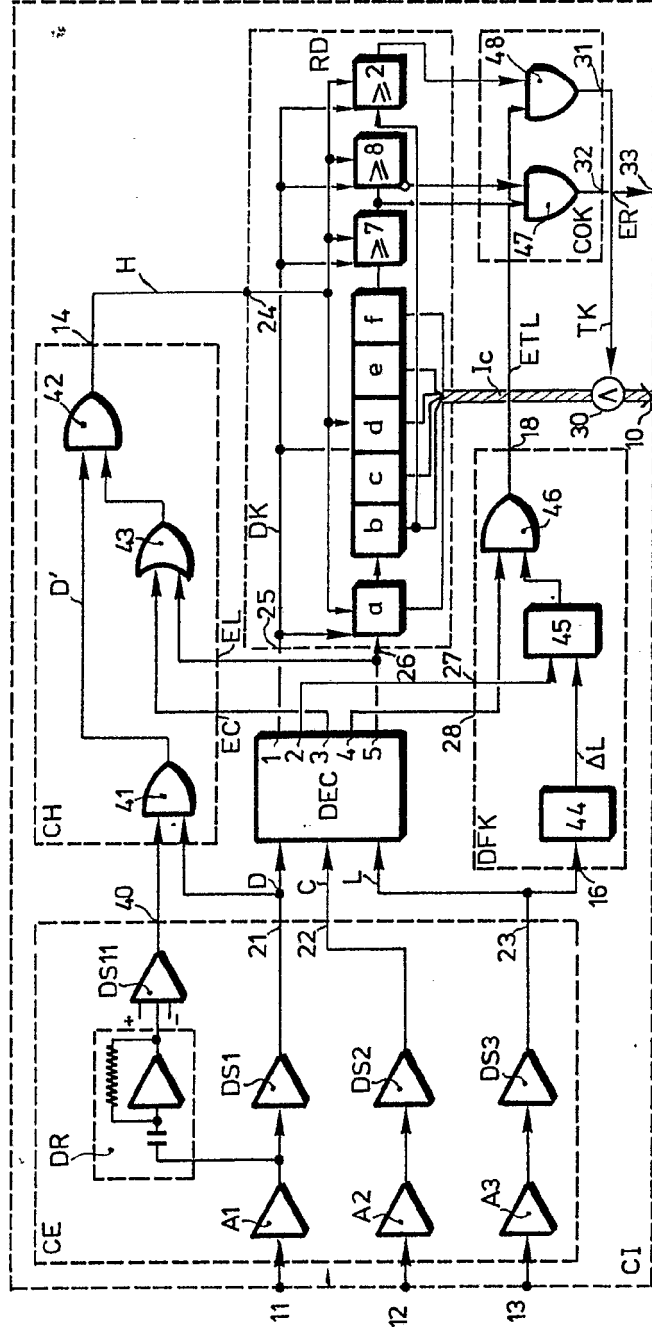 CE
DR
DS11
+
-
A1
DS1
A2
DS2
A3
DS3
11
12
13
CI
40
21
22
23
D
C
L
CH
41
D'
43
42
14
H
EC
EL
DEC
1
2
3
4
5
25
26
27
28
DK
24
RD
a
b
c
d
e
f
≥7
≥8
≥2
DFK
16
44
ΔL
45
46
18
ETL
Ic
30
Λ
10
TK
47
48
COK
32
31
ER
33